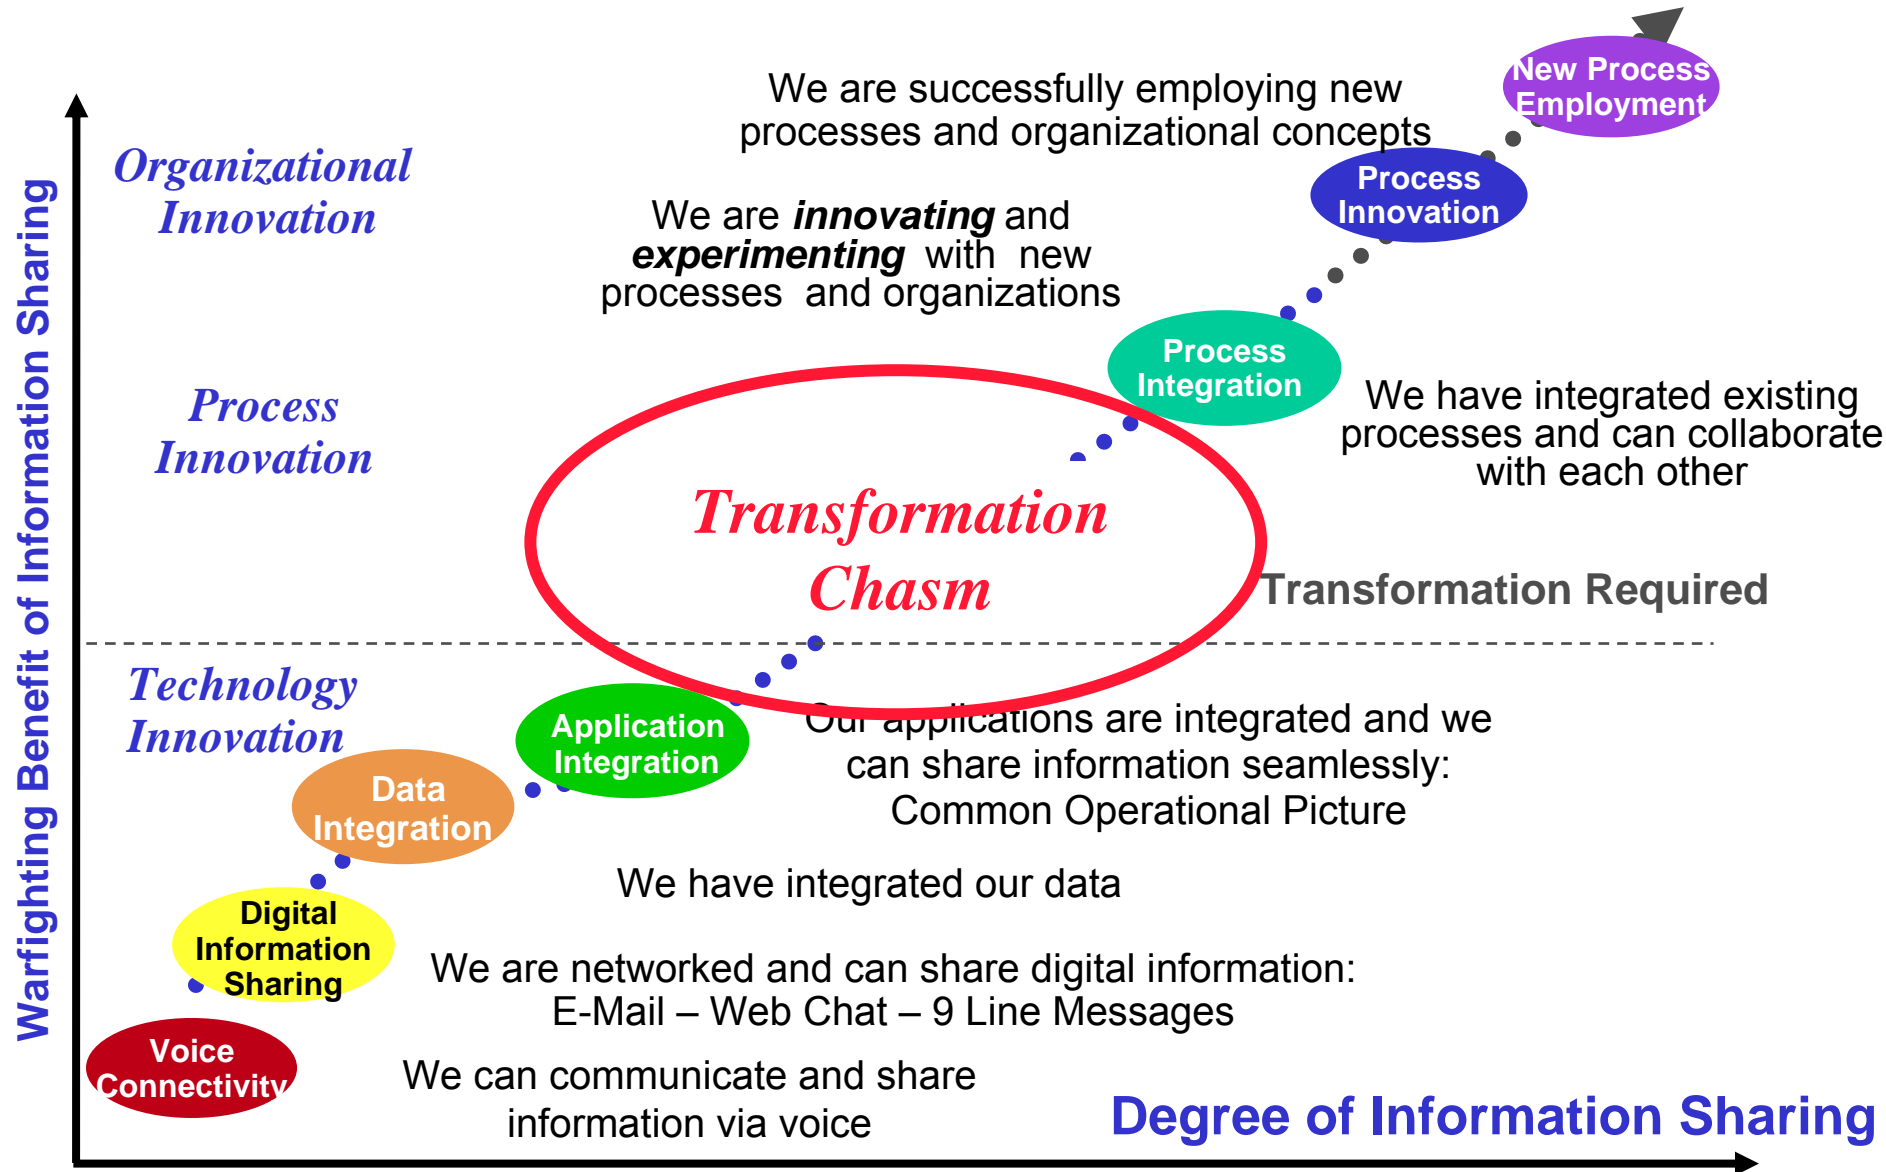 New Process
Employment
We are successfully employing new
processes and organizational concepts
Organizational
Innovation
Process
Innovation
We are innovating and
experimenting with new
processes and organizations
Process
Integration
We have integrated existing
processes and can collaborate
with each other
Process
Innovation
Transformation
Chasm
Transformation Required
Technology
Innovation
Application
Integration
Our applications are integrated and we
can share information seamlessly:
Common Operational Picture
Data
Integration
We have integrated our data
Digital
Information
Sharing
We are networked and can share digital information:
E-Mail – Web Chat – 9 Line Messages
Voice
Connectivity
We can communicate and share
information via voice
Warfighting Benefit of Information Sharing
Degree of Information Sharing